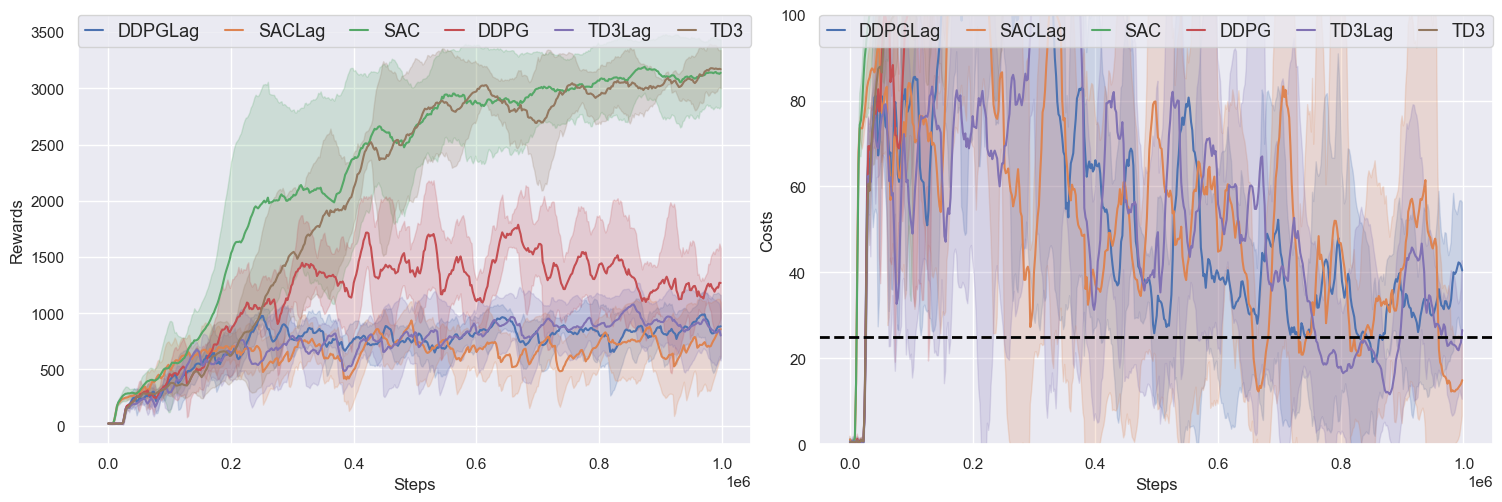 DDPGLag SACLag SAC DDPG TD3Lag TD3
3500
3000
2500
2000
1500
1000
500
0
Rewards
0.0 0.2 0.4 0.6 0.8 1.0
1e6
Steps
DDPGLag SACLag SAC DDPG TD3Lag TD3
100
80
60
40
20
0
Costs
0.0 0.2 0.4 0.6 0.8 1.0
1e6
Steps